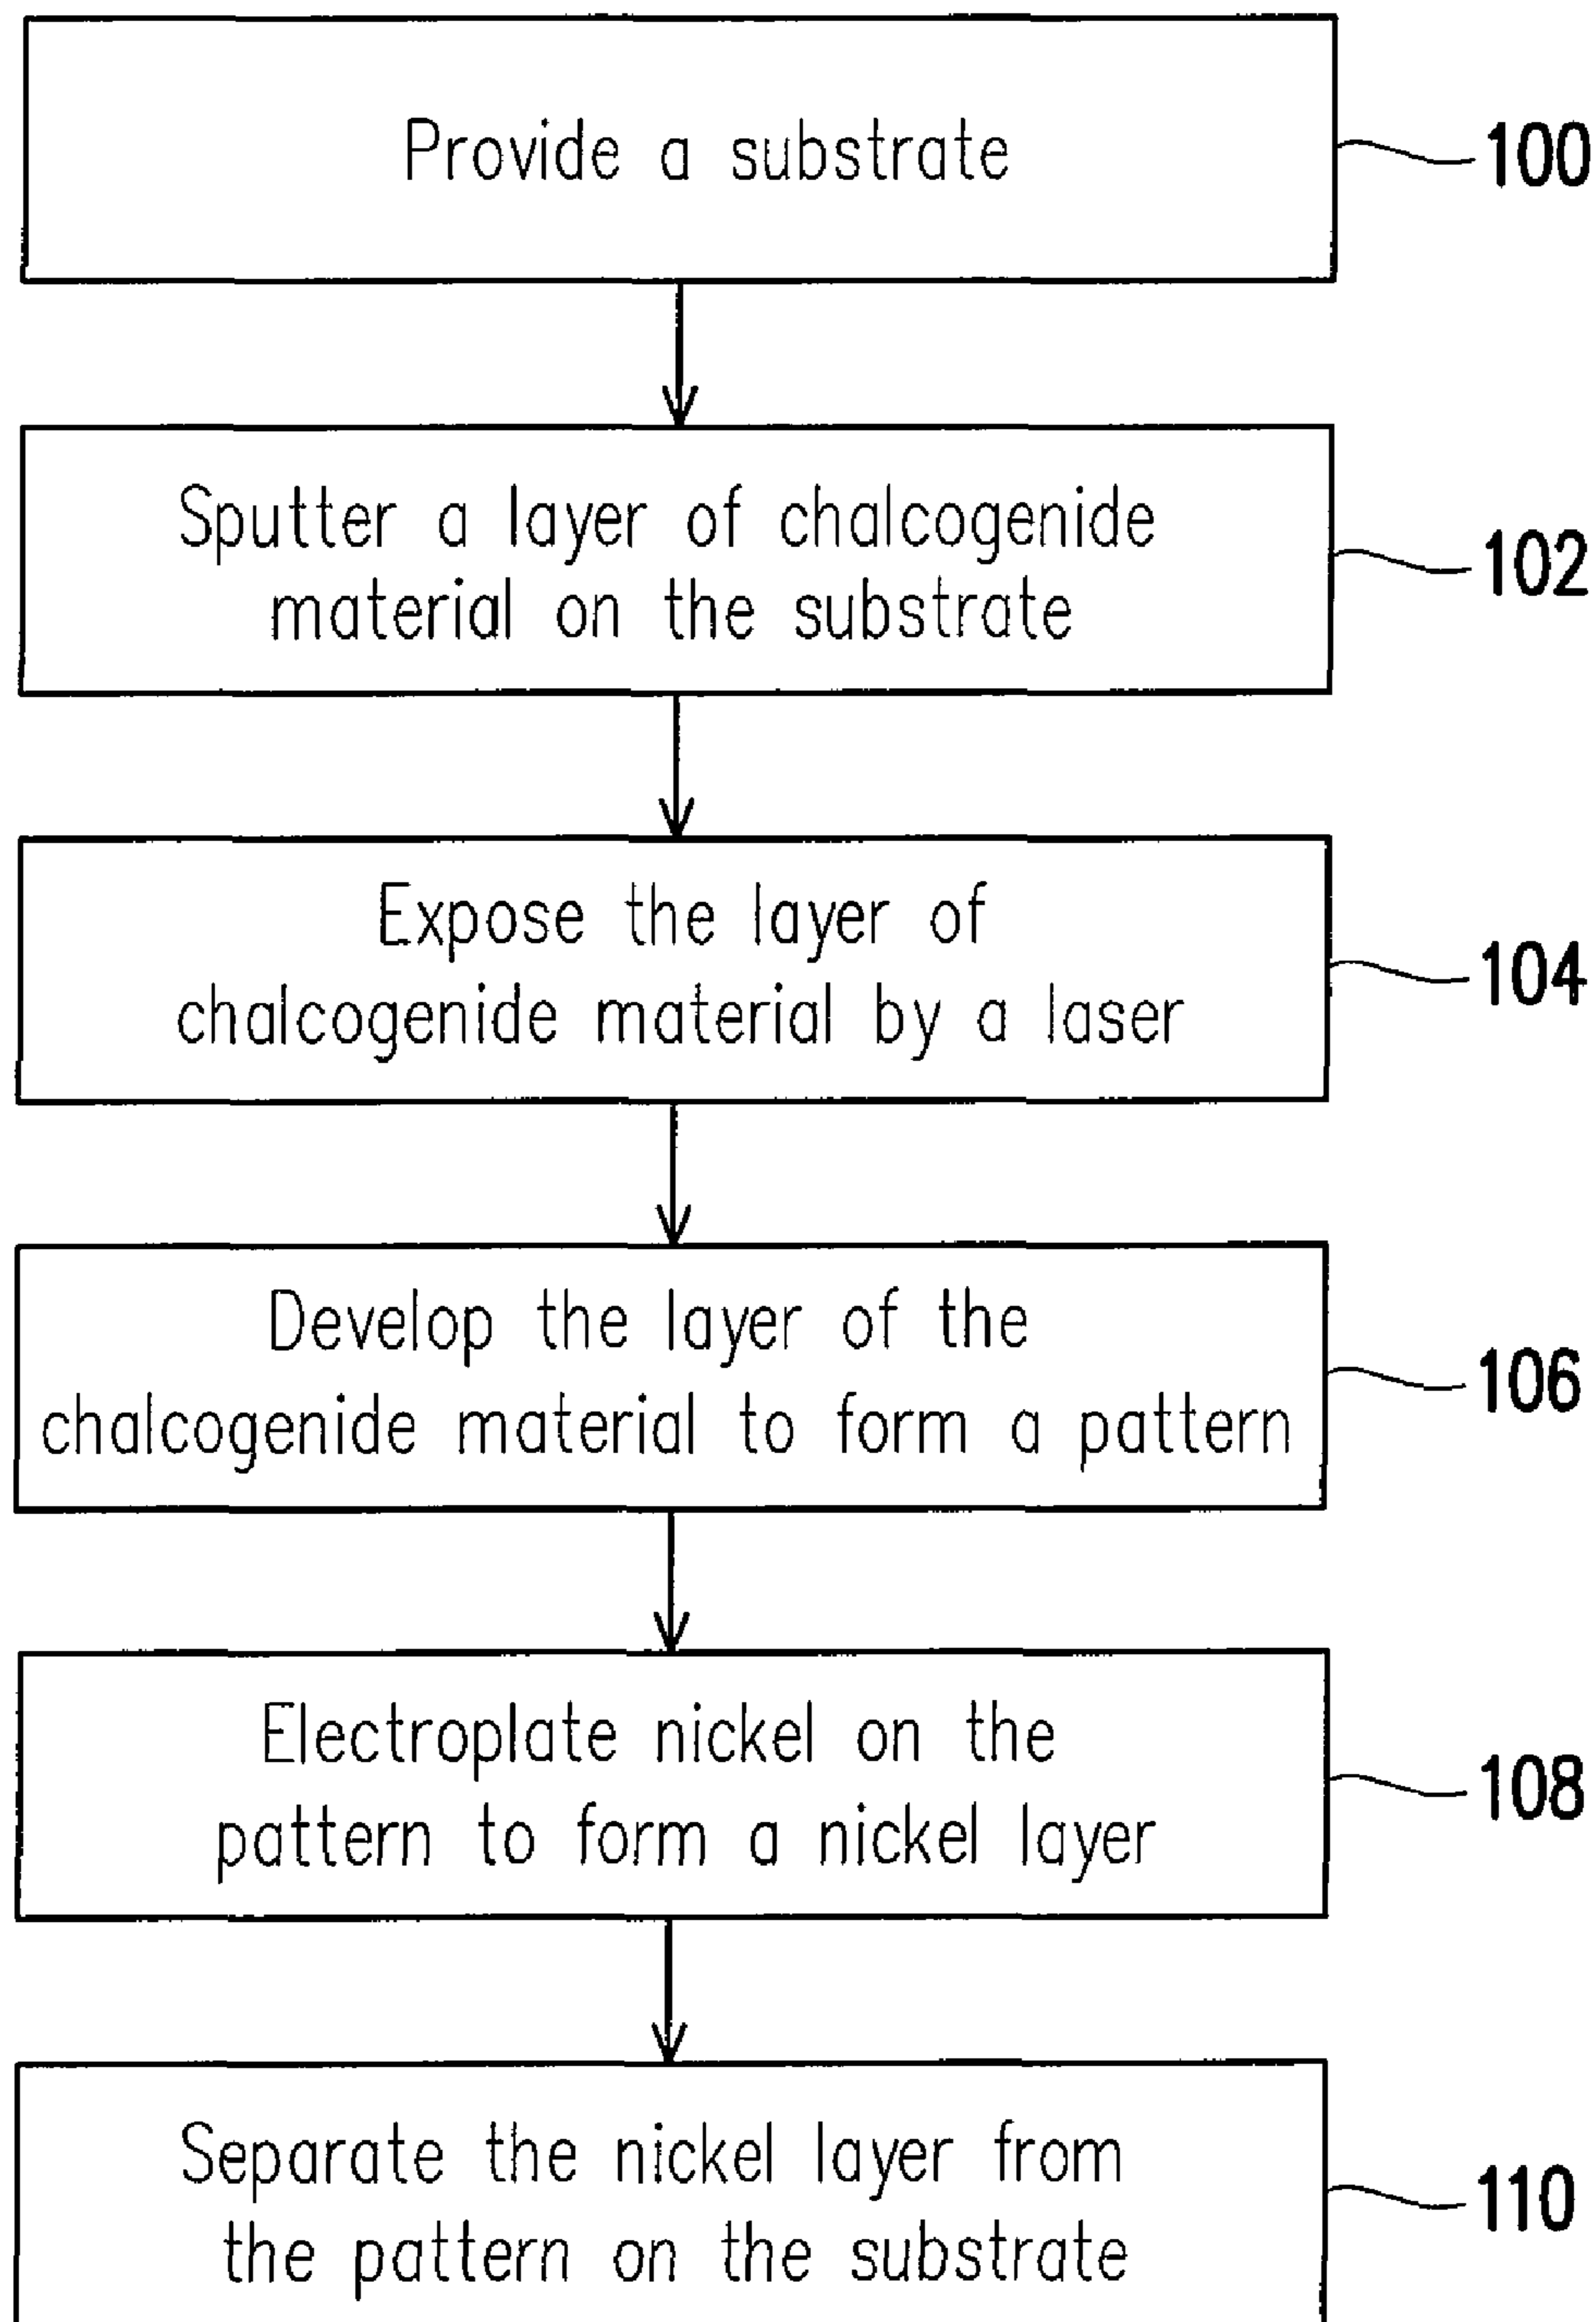 Provide a substrate
100
Sputter a layer of chalcogenide
material on the substrate
102
Expose the layer of
chalcogenide material by a laser
104
Develop the layer of the
chalcogenide material to form a pattern
106
Electroplate nickel on the
pattern to form a nickel layer
108
Separate the nickel layer from
the pattern on the substrate
110